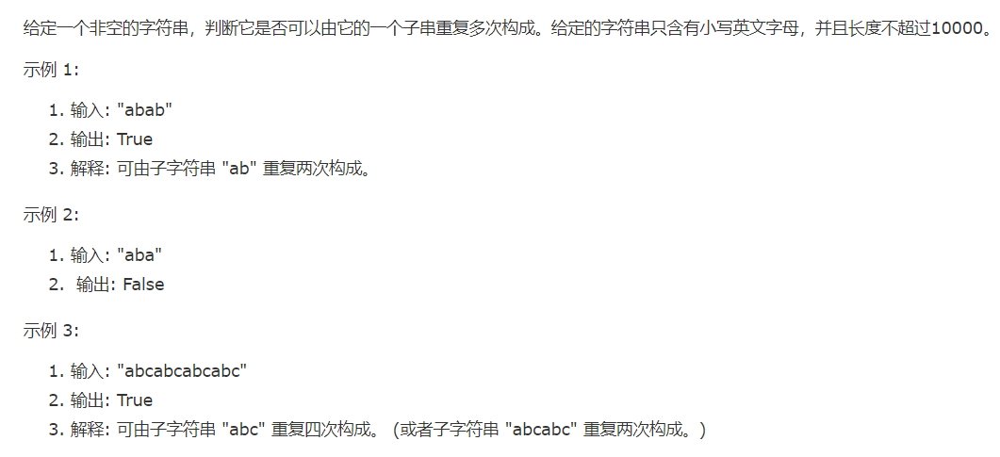 给定一个非空的字符串，判断它是否可以由它的一个子串重复多次构成。给定的字符串只含有小写英文字母，并且长度不超过10000。
示例 1:
1. 输入: "abab"
2. 输出: True
3. 解释: 可由子字符串 "ab" 重复两次构成。
示例 2:
1. 输入: "aba"
2. 输出: False
示例 3:
1. 输入: "abcabcabcabc"
2. 输出: True
3. 解释: 可由子字符串 "abc" 重复四次构成。 (或者子字符串 "abcabc" 重复两次构成。)